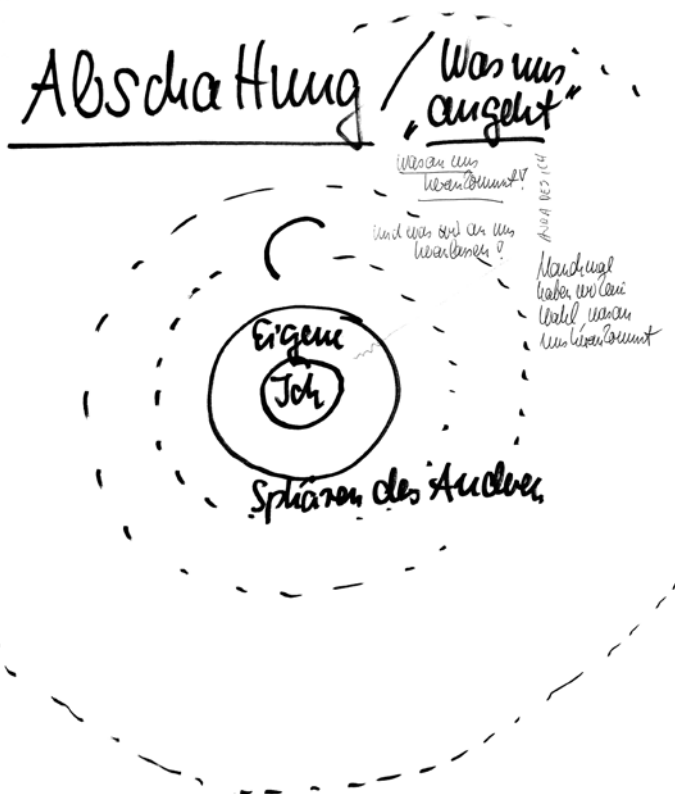 Abschattung / Was uns
„angeht“
was an uns
herankommt?
und was wir an uns
heranlassen?
AURA DES ICH
Manchmal
haben wir keine
Wahl, was an
uns herankommt
Eigene
Ich
Sphären des Anderen